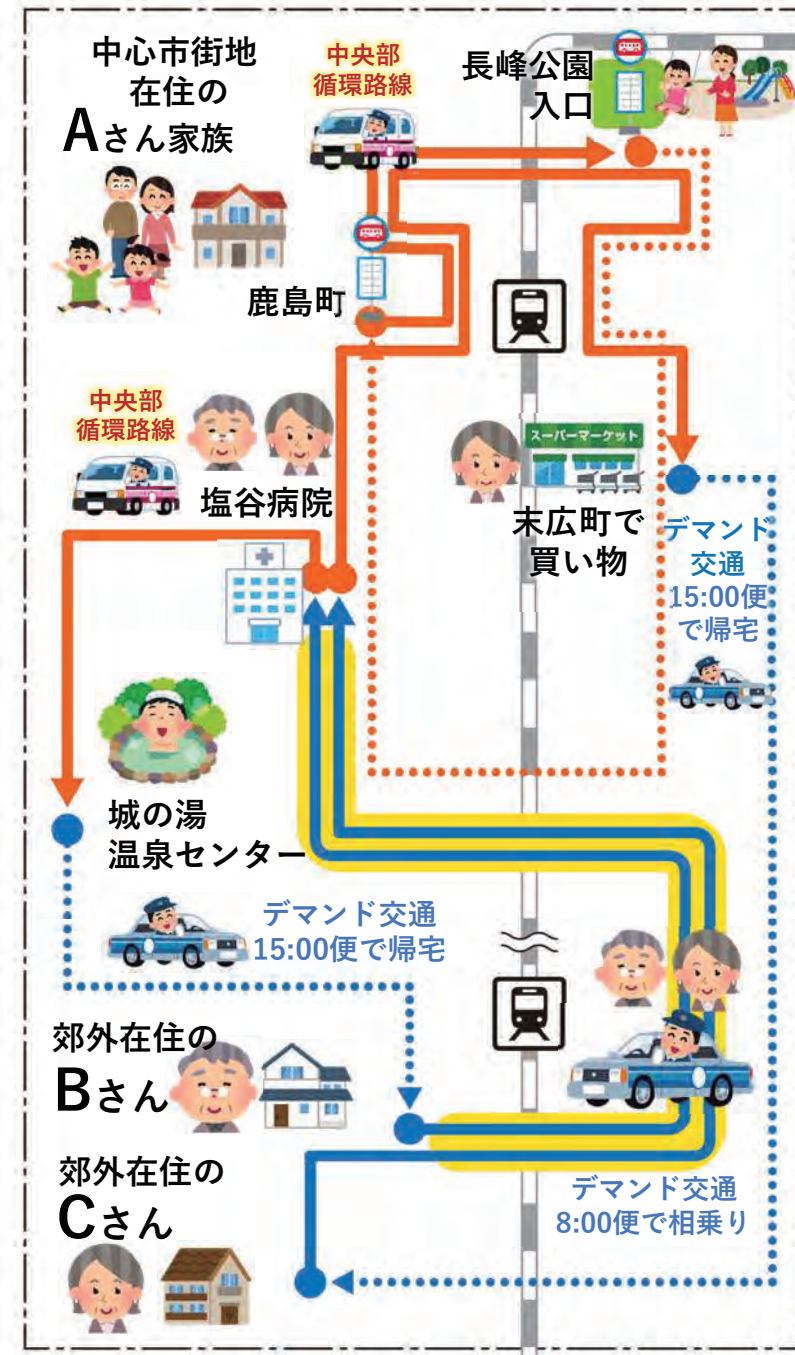 中心市街地
在住の
Aさん家族
中央部
循環路線
長峰公園
入口
鹿島町
中央部
循環路線
塩谷病院
スーパーマーケット
末広町で
買い物
デマンド
交通
15:00便
で帰宅
城の湯
温泉センター
デマンド交通
15:00便で帰宅
郊外在住の
Bさん
郊外在住の
Cさん
デマンド交通
8:00便で相乗り